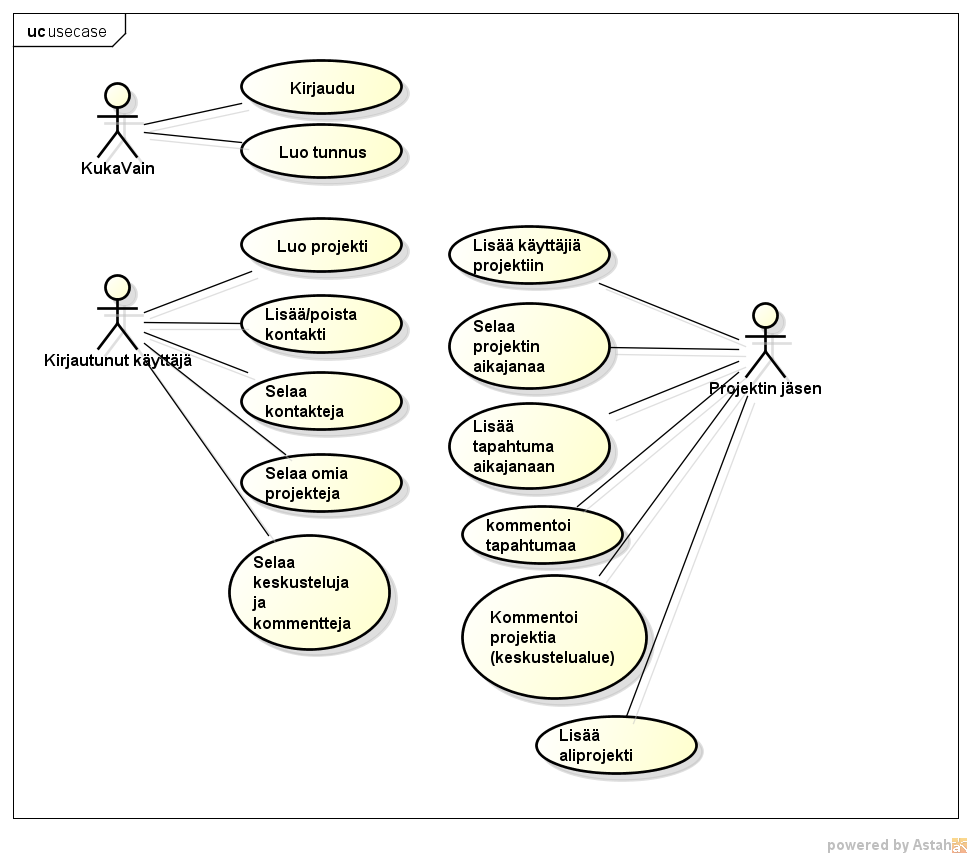 uc usecase
Kirjaudu
Luo tunnus
KukaVain
Luo projekti
Lisää/poista
kontakti
Kirjautunut käyttäjä
Selaa
kontakteja
Selaa omia
projekteja
Selaa
keskusteluja
ja
kommentteja
Lisää käyttäjiä
projektiin
Selaa
projektin
aikajanaa
Projektin jäsen
Lisää
tapahtuma
aikajanaan
kommentoi
tapahtumaa
Kommentoi
projektia
(keskustelualue)
Lisää
aliprojekti
powered by Astah